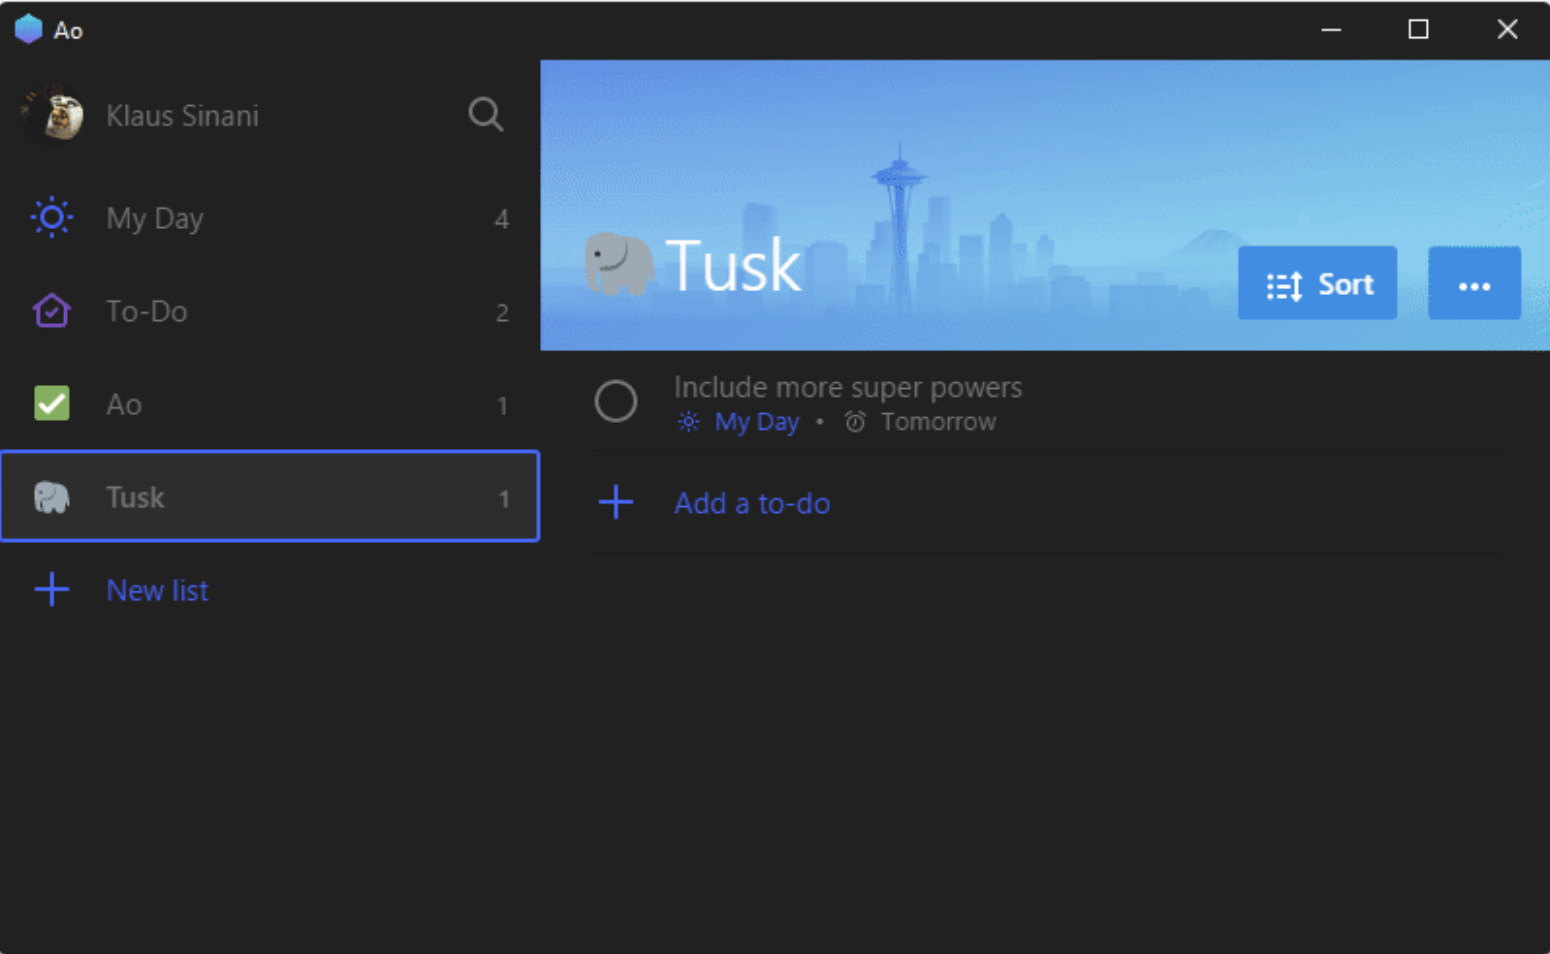 Ao
Klaus Sinani
My Day 4
To-Do 2
Ao 1
Tusk 1
New list
Tusk
Sort
Include more super powers
My Day • Tomorrow
Add a to-do